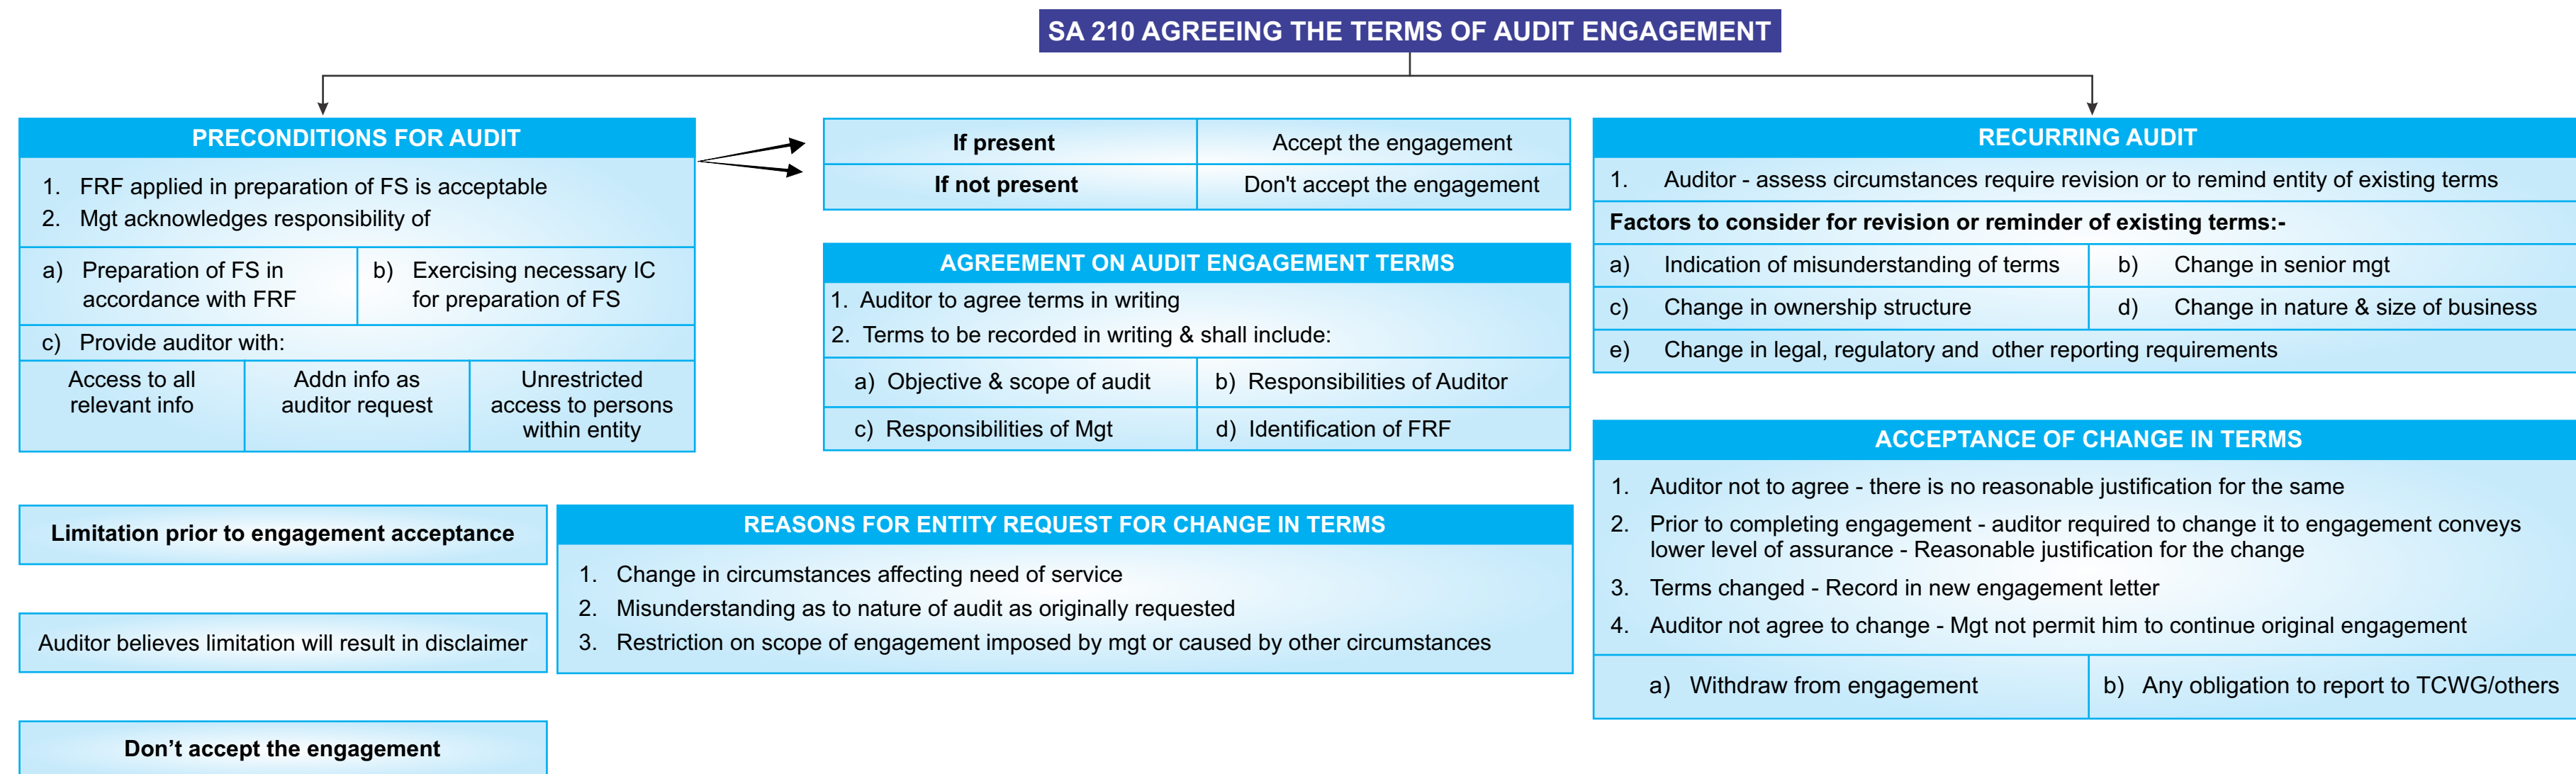 SA 210 AGREEING THE TERMS OF AUDIT ENGAGEMENT
PRECONDITIONS FOR AUDIT
1. FRF applied in preparation of FS is acceptable
2. Mgt acknowledges responsibility of
a) Preparation of FS in
accordance with FRF
b) Exercising necessary IC
for preparation of FS
c) Provide auditor with:
Access to all
relevant info
Addn info as
auditor request
Unrestricted
access to persons
within entity
If present
Accept the engagement
If not present
Don't accept the engagement
AGREEMENT ON AUDIT ENGAGEMENT TERMS
1. Auditor to agree terms in writing
2. Terms to be recorded in writing & shall include:
a) Objective & scope of audit
b) Responsibilities of Auditor
c) Responsibilities of Mgt
d) Identification of FRF
RECURRING AUDIT
1. Auditor - assess circumstances require revision or to remind entity of existing terms
Factors to consider for revision or reminder of existing terms:-
a) Indication of misunderstanding of terms
b) Change in senior mgt
c) Change in ownership structure
d) Change in nature & size of business
e) Change in legal, regulatory and other reporting requirements
Limitation prior to engagement acceptance
Auditor believes limitation will result in disclaimer
Don’t accept the engagement
REASONS FOR ENTITY REQUEST FOR CHANGE IN TERMS
1. Change in circumstances affecting need of service
2. Misunderstanding as to nature of audit as originally requested
3. Restriction on scope of engagement imposed by mgt or caused by other circumstances
ACCEPTANCE OF CHANGE IN TERMS
1. Auditor not to agree - there is no reasonable justification for the same
2. Prior to completing engagement - auditor required to change it to engagement conveys
lower level of assurance - Reasonable justification for the change
3. Terms changed - Record in new engagement letter
4. Auditor not agree to change - Mgt not permit him to continue original engagement
a) Withdraw from engagement
b) Any obligation to report to TCWG/others